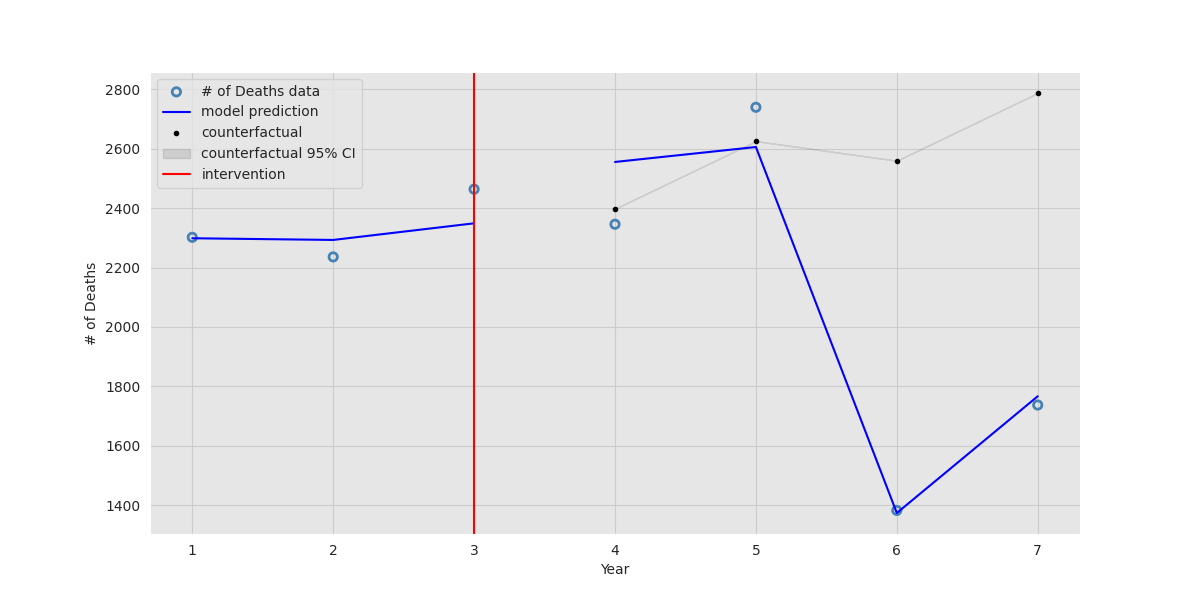 # of Deaths data
model prediction
counterfactual
counterfactual 95% CI
intervention
2800
2600
2400
2200
2000
1800
1600
1400
# of Deaths
1 2 3 4 5 6 7
Year